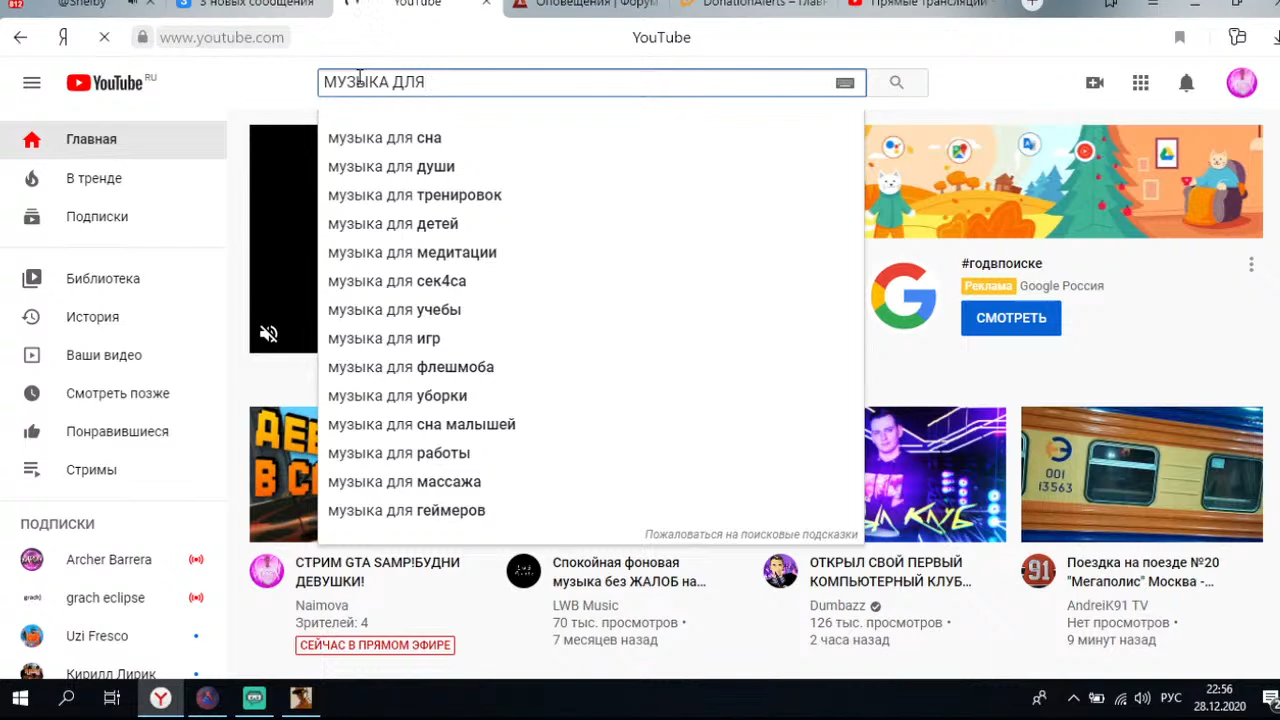 812
@Shelby
3 новых сообщения
YouTube
Оповещения | Форум
DonationAlerts – Глав
Прямые трансляции
Я
www.youtube.com
YouTube
YouTube RU
МУЗЫКА ДЛЯ
Главная
В тренде
Подписки
Библиотека
История
Ваши видео
Смотреть позже
Понравившиеся
Стримы
ПОДПИСКИ
Archer Barrera
grach eclipse
Uzi Fresco
Кирилл Лирик
музыка для сна
музыка для души
музыка для тренировок
музыка для детей
музыка для медитации
музыка для сек4са
музыка для учебы
музыка для игр
музыка для флешмоба
музыка для уборки
музыка для сна малышей
музыка для работы
музыка для массажа
музыка для геймеров
Пожаловаться на поисковые подсказки
#годвпоиске
Реклама Google Россия
СМОТРЕТЬ
001
13563
СТРИМ GTA SAMP!БУДНИ
ДЕВУШКИ!
Naimova
Зрителей: 4
СЕЙЧАС В ПРЯМОМ ЭФИРЕ
Спокойная фоновая
музыка без ЖАЛОБ на...
LWB Music
70 тыс. просмотров •
7 месяцев назад
ОТКРЫЛ СВОЙ ПЕРВЫЙ
КОМПЬЮТЕРНЫЙ КЛУБ...
Dumbazz
126 тыс. просмотров •
2 часа назад
91
Поездка на поезде №20
"Мегаполис" Москва -...
AndreiK91 TV
Нет просмотров •
9 минут назад
РУС
22:56
28.12.2020